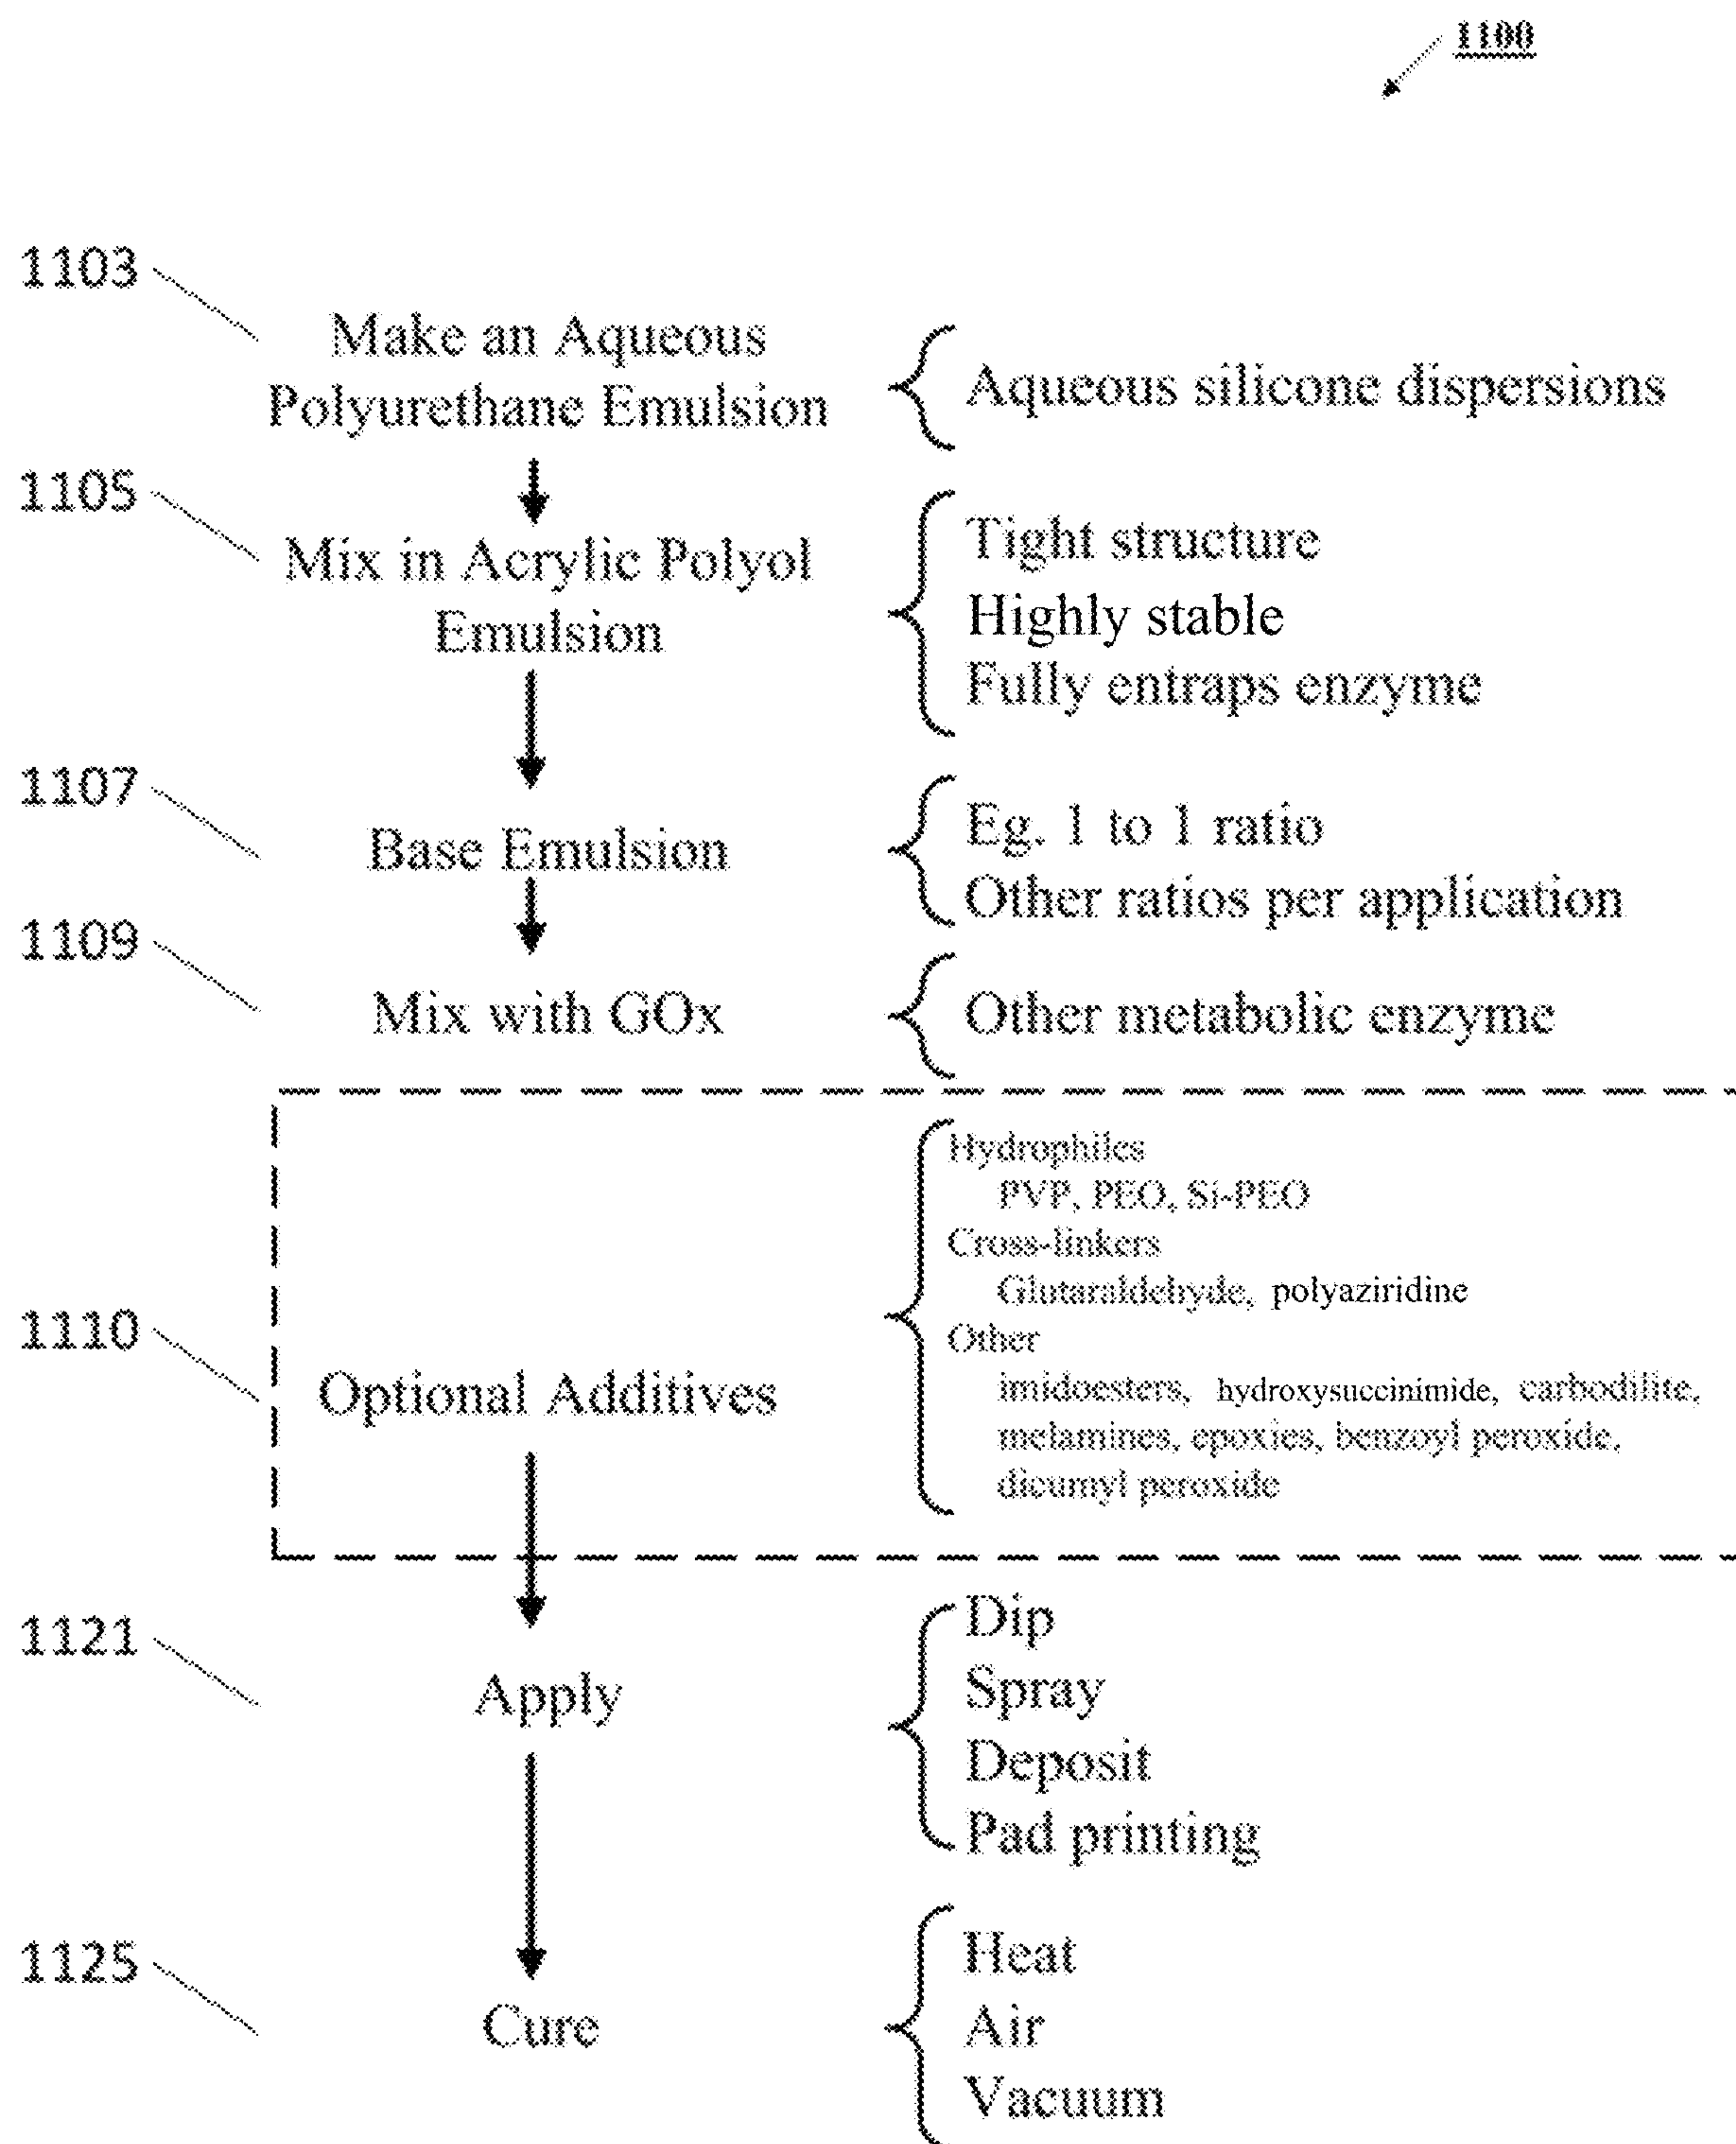 1100
1103
Make an Aqueous
Polyurethane Emulsion
Aqueous silicone dispersions
1105
Mix in Acrylic Polyol
Emulsion
Tight structure
Highly stable
Fully entraps enzyme
1107
Base Emulsion
Eg. 1 to 1 ratio
Other ratios per application
1109
Mix with GOx
Other metabolic enzyme
1110
Optional Additives
Hydrophiles
PVP, PEO, Si-PEO
Cross-linkers
Glutaraldehyde, polyaziridine
Other
imidoesters, hydroxysuccinimide, carbodilite,
melamines, epoxies, benzoyl peroxide,
dicumyl peroxide
1121
Apply
Dip
Spray
Deposit
Pad printing
1125
Cure
Heat
Air
Vacuum